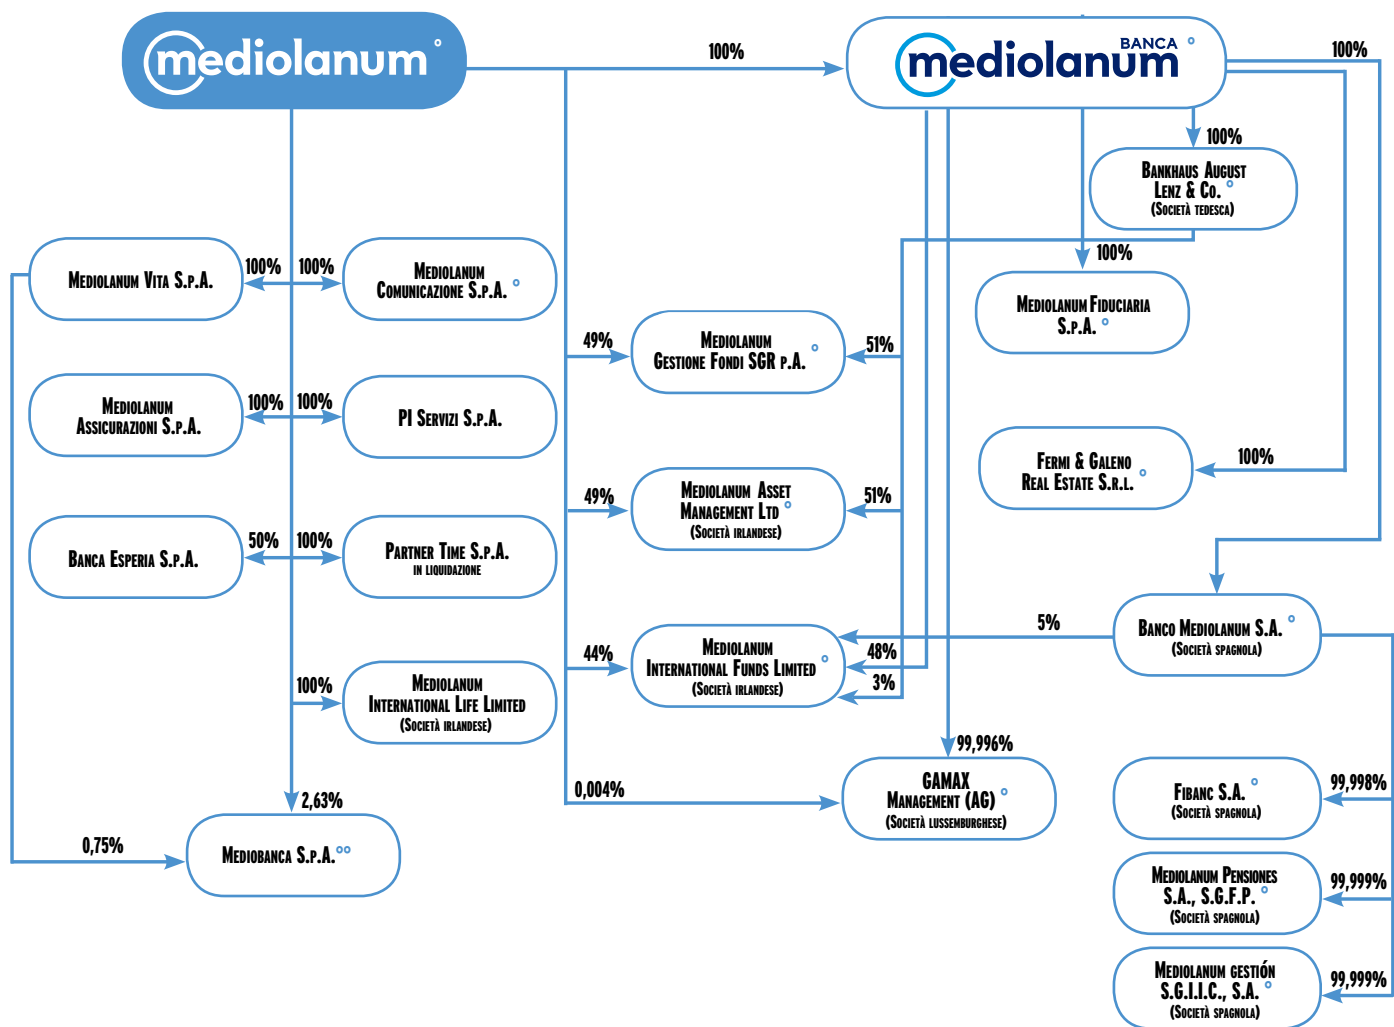 mediolanum °
100%
BANCA °
mediolanum
100%
100%
Bankhaus August
Lenz & Co. °
(Società tedesca)
Mediolanum Vita S.p.A.
100%
100%
Mediolanum
Comunicazione S.p.A. °
100%
Mediolanum Fiduciaria
S.p.A. °
49%
Mediolanum
Gestione Fondi SGR p.A. °
51%
Mediolanum
Assicurazioni S.p.A.
100%
100%
PI Servizi S.p.A.
Fermi & Galeno
Real Estate S.r.l. °
100%
49%
Mediolanum Asset
Management Ltd °
(Società irlandese)
51%
Banca Esperia S.p.A.
50%
100%
Partner Time S.p.A.
in liquidazione
5%
Banco Mediolanum S.A. °
(Società spagnola)
44%
Mediolanum
International Funds Limited °
(Società irlandese)
48%
3%
100%
Mediolanum
International Life Limited
(Società irlandese)
99,996%
0,004%
GAMAX
Management (AG) °
(Società lussemburghese)
Fibanc S.A. °
(Società spagnola)
99,998%
2,63%
0,75%
Mediobanca S.p.A. °°
Mediolanum Pensiones
S.A., S.G.F.P. °
(Società spagnola)
99,999%
Mediolanum gestión
S.G.I.I.C., S.A. °
(Società spagnola)
99,999%